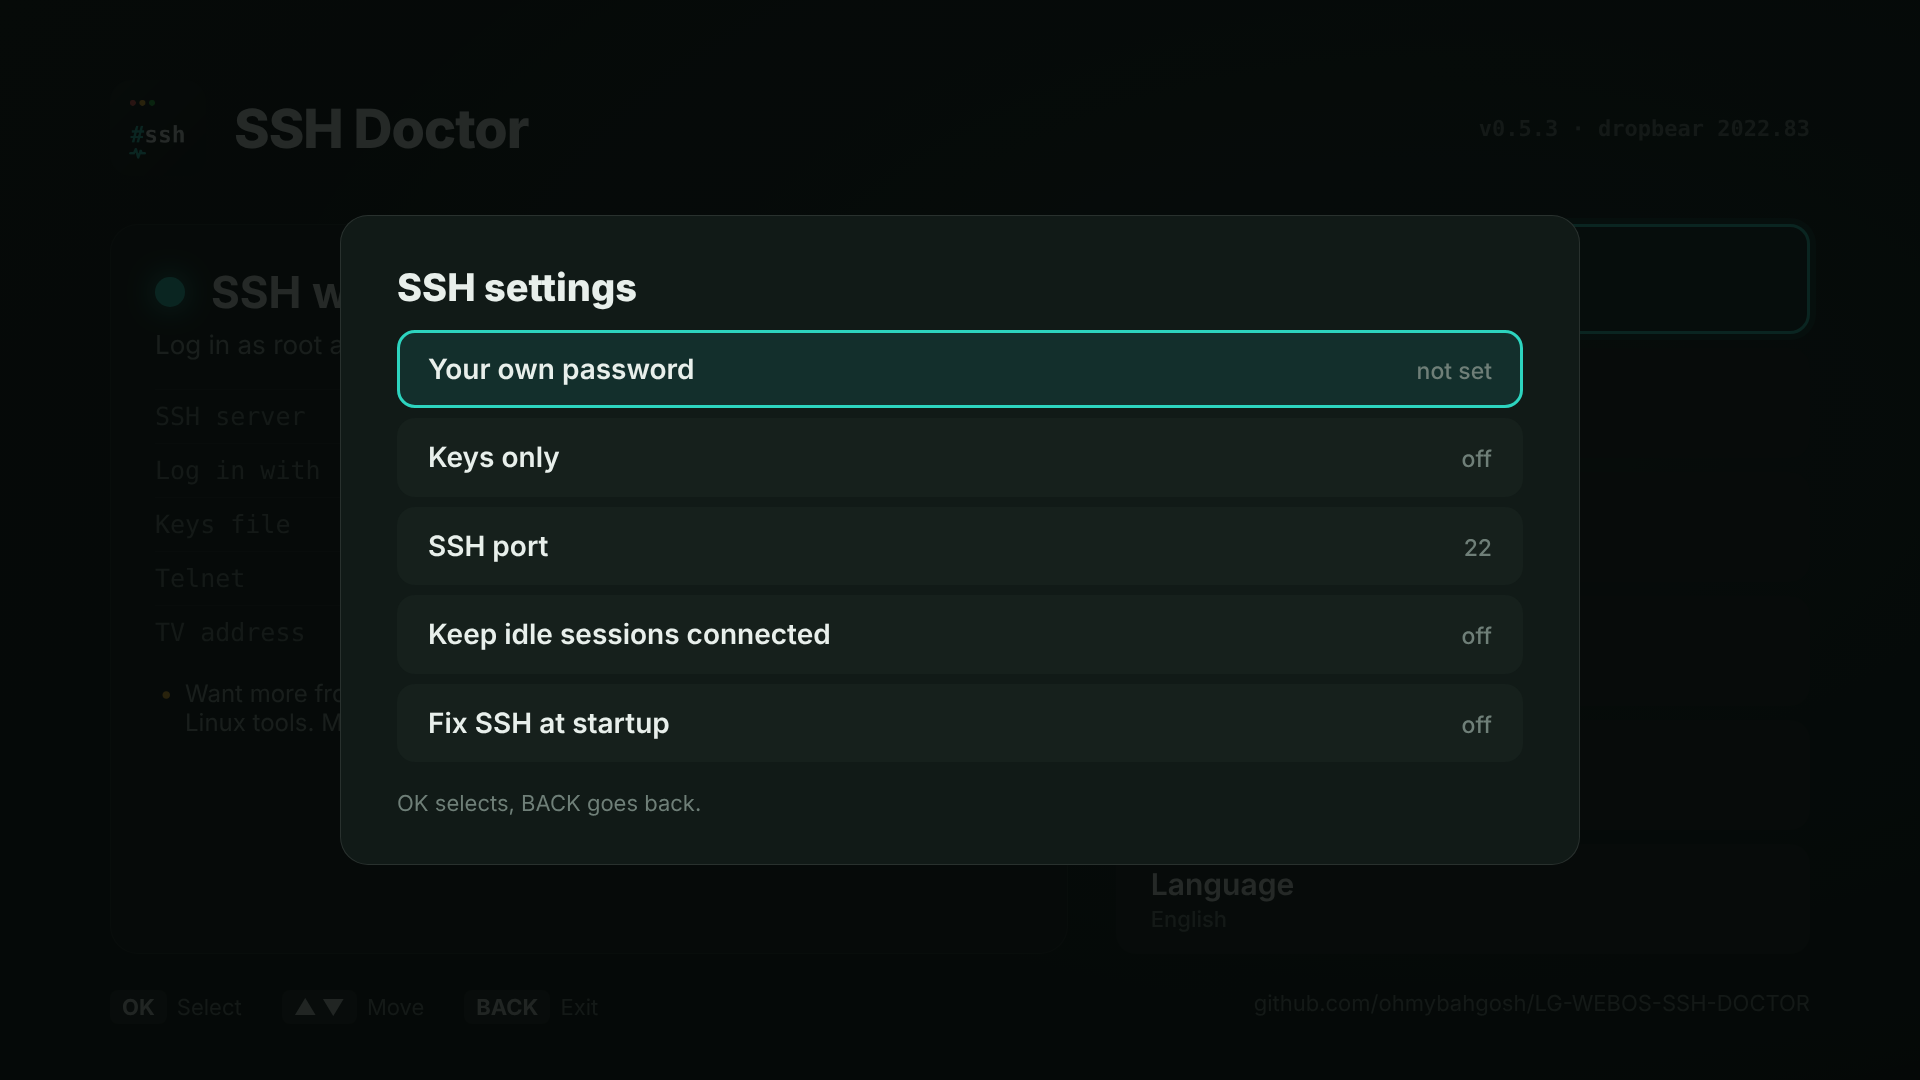 #ssh
SSH Doctor
v0.5.3 · dropbear 2022.83
SSH w
Log in as root a
SSH server
Log in with
Keys file
Telnet
TV address
Want more fro
Linux tools. M
SSH settings
Your own password not set
Keys only off
SSH port 22
Keep idle sessions connected off
Fix SSH at startup off
OK selects, BACK goes back.
Language
English
OK Select ▲▼ Move BACK Exit
github.com/ohmybahgosh/LG-WEBOS-SSH-DOCTOR